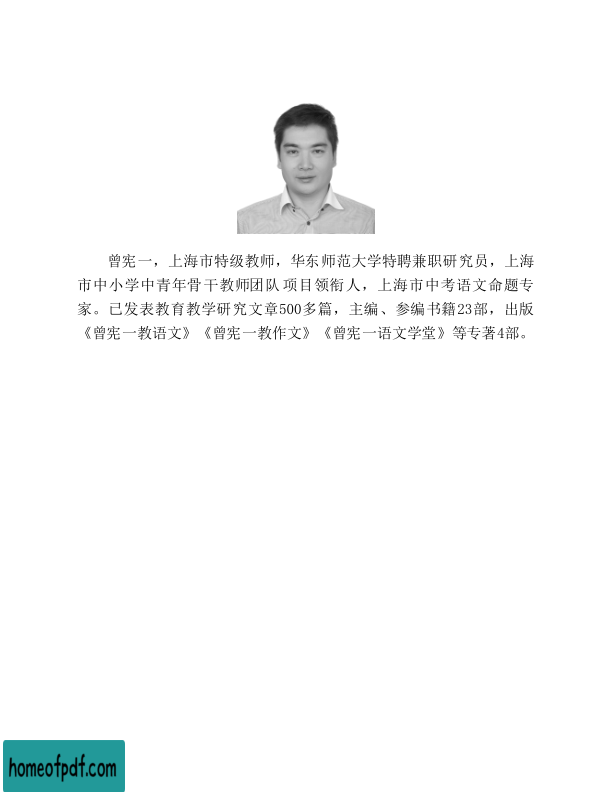 曾宪一，上海市特级教师，华东师范大学特聘兼职研究员，上海
市中小学中青年骨干教师团队项目领衔人，上海市中考语文命题专
家。已发表教育教学研究文章500多篇，主编、参编书籍23部，出版
《曾宪一教语文》《曾宪一教作文》《曾宪一语文学堂》等专著4部。
homeofpdf.com